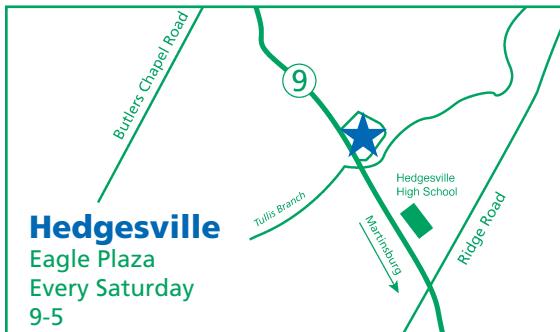 Butlers Chapel Road
9
Hedgesville
High School
Tullis Branch
Martinsburg
Ridge Road
Hedgesville
Eagle Plaza
Every Saturday
9-5